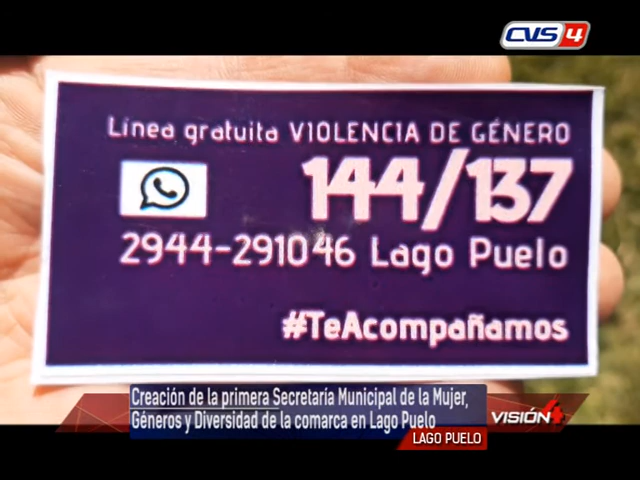 CVS 4
Línea gratuita VIOLENCIA DE GÉNERO
144/137
2944-291046 Lago Puelo
#TeAcompañamos
Creación de la primera Secretaría Municipal de la Mujer,
Géneros y Diversidad de la comarca en Lago Puelo
VISIÓN 4
LAGO PUELO